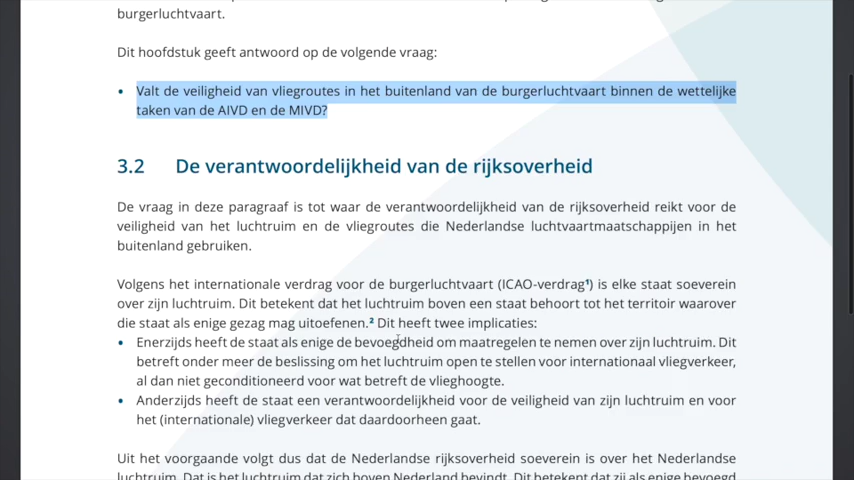 burgerluchtvaart.
Dit hoofdstuk geeft antwoord op de volgende vraag:
• Valt de veiligheid van vliegroutes in het buitenland van de burgerluchtvaart binnen de wettelijke
taken van de AIVD en de MIVD?
3.2 De verantwoordelijkheid van de rijksoverheid
De vraag in deze paragraaf is tot waar de verantwoordelijkheid van de rijksoverheid reikt voor de
veiligheid van het luchtruim en de vliegroutes die Nederlandse luchtvaartmaatschappijen in het
buitenland gebruiken.
Volgens het internationale verdrag voor de burgerluchtvaart (ICAO-verdrag¹) is elke staat soeverein
over zijn luchtruim. Dit betekent dat het luchtruim boven een staat behoort tot het territoir waarover
die staat als enige gezag mag uitoefenen.² Dit heeft twee implicaties:
• Enerzijds heeft de staat als enige de bevoegdheid om maatregelen te nemen over zijn luchtruim. Dit
betreft onder meer de beslissing om het luchtruim open te stellen voor internationaal vliegverkeer,
al dan niet geconditioneerd voor wat betreft de vlieghoogte.
• Anderzijds heeft de staat een verantwoordelijkheid voor de veiligheid van zijn luchtruim en voor
het (internationale) vliegverkeer dat daardoorheen gaat.
Uit het voorgaande volgt dus dat de Nederlandse rijksoverheid soeverein is over het Nederlandse
luchtruim. Dat is het luchtruim dat zich boven Nederland bevindt. Dit betekent dat zij als enige bevoegd